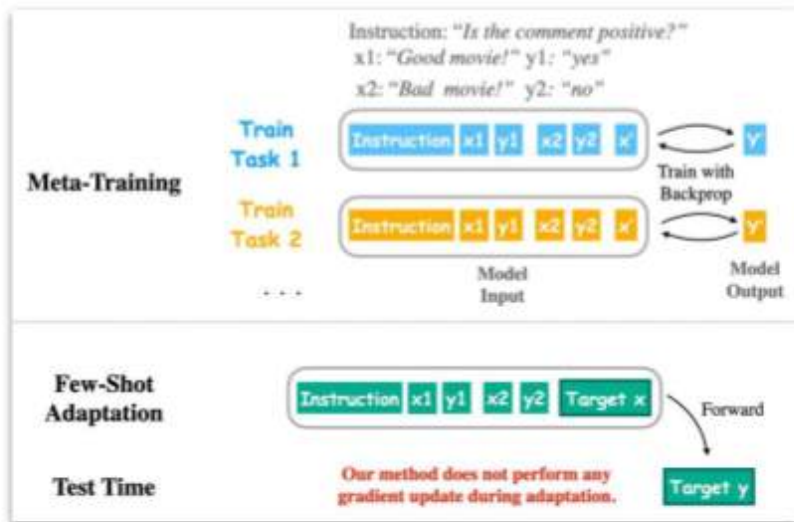 Instruction: "Is the comment positive?"
x1: "Good movie!" y1: "yes"
x2: "Bad movie!" y2: "no"
Train Task 1
Instruction x1 y1 x2 y2 x' y'
Train with Backprop
Meta-Training
Train Task 2
Instruction x1 y1 x2 y2 x' y'
. . .
Model Input
Model Output
Few-Shot Adaptation
Instruction x1 y1 x2 y2 Target x
Forward
Test Time
Our method does not perform any
gradient update during adaptation.
Target y